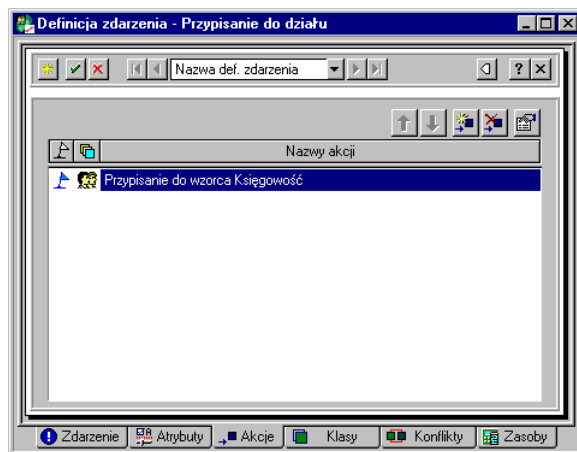 Definicja zdarzenia - Przypisanie do działu
Nazwa def. zdarzenia
?
Nazwy akcji
Przypisanie do wzorca Księgowość
Zdarzenie Atrybuty Akcje Klasy Konflikty Zasoby